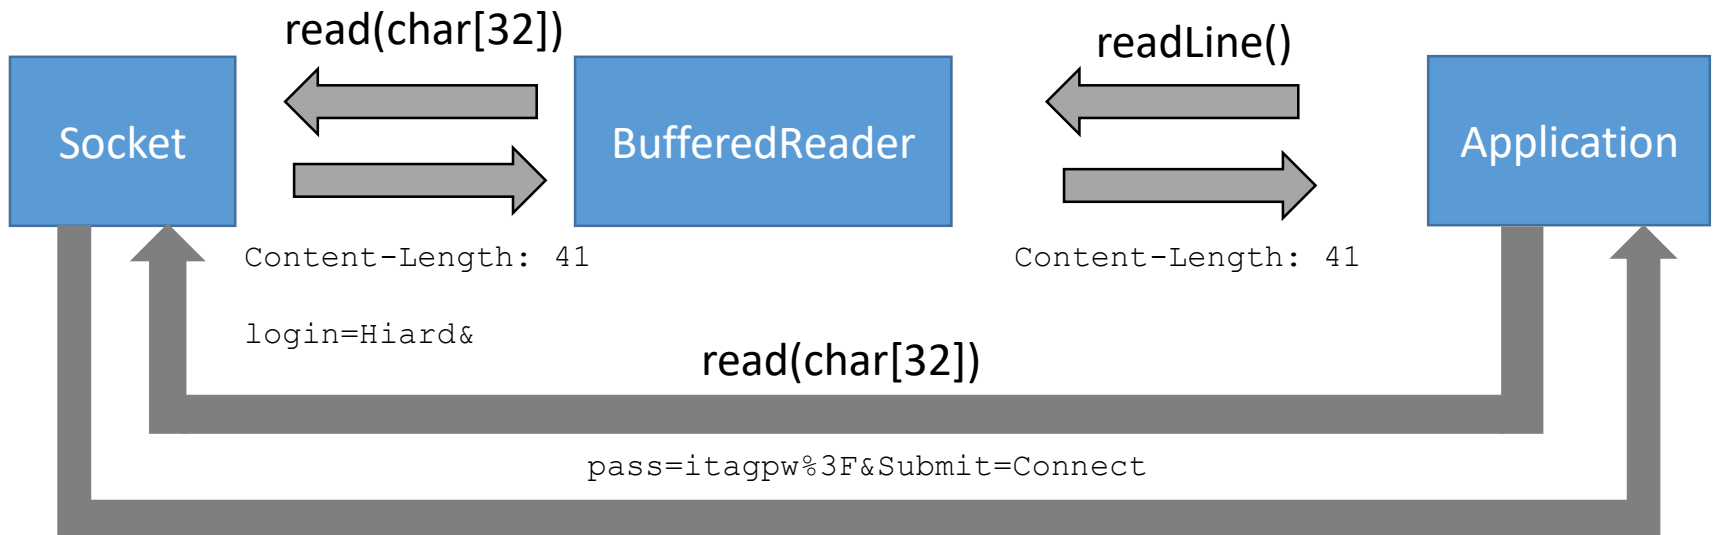 read(char[32])
readLine()
Socket
BufferedReader
Application
Content-Length: 41
Content-Length: 41
login=Hiard&
read(char[32])
pass=itagpw%3F&Submit=Connect